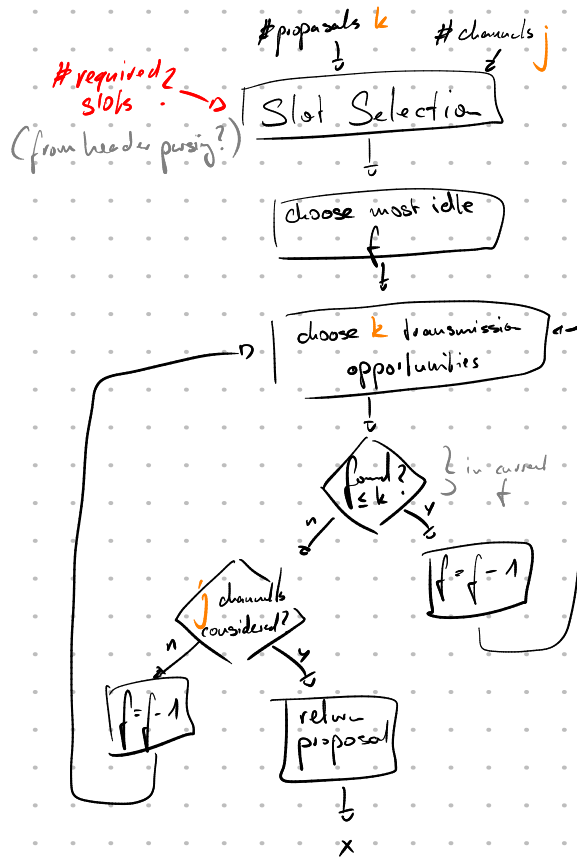 # proposals k
# channels j
# required ?
slots
(from header parsing?)
Slot Selection
choose most idle
f
choose k transmission
opportunities
found ?
≤ k
? in current
f
n
y
j channels
considered?
f = f - 1
n
y
f = f - 1
return
proposal
x